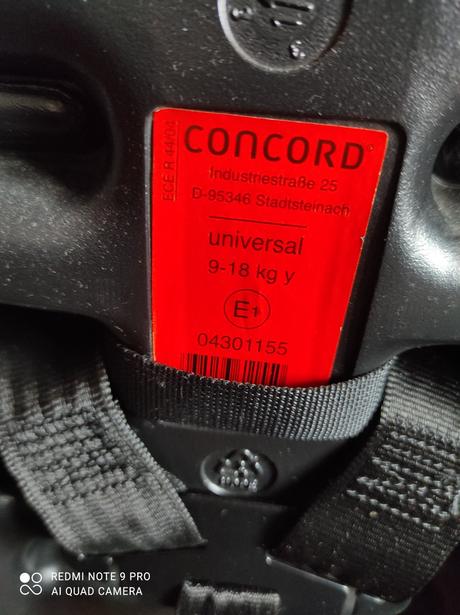 ECE R 44/04
CONCORD
Industriestraße 25
D-95346 Stadtsteinach
universal
9-18 kg y
E1
04301155
REDMI NOTE 9 PRO
AI QUAD CAMERA